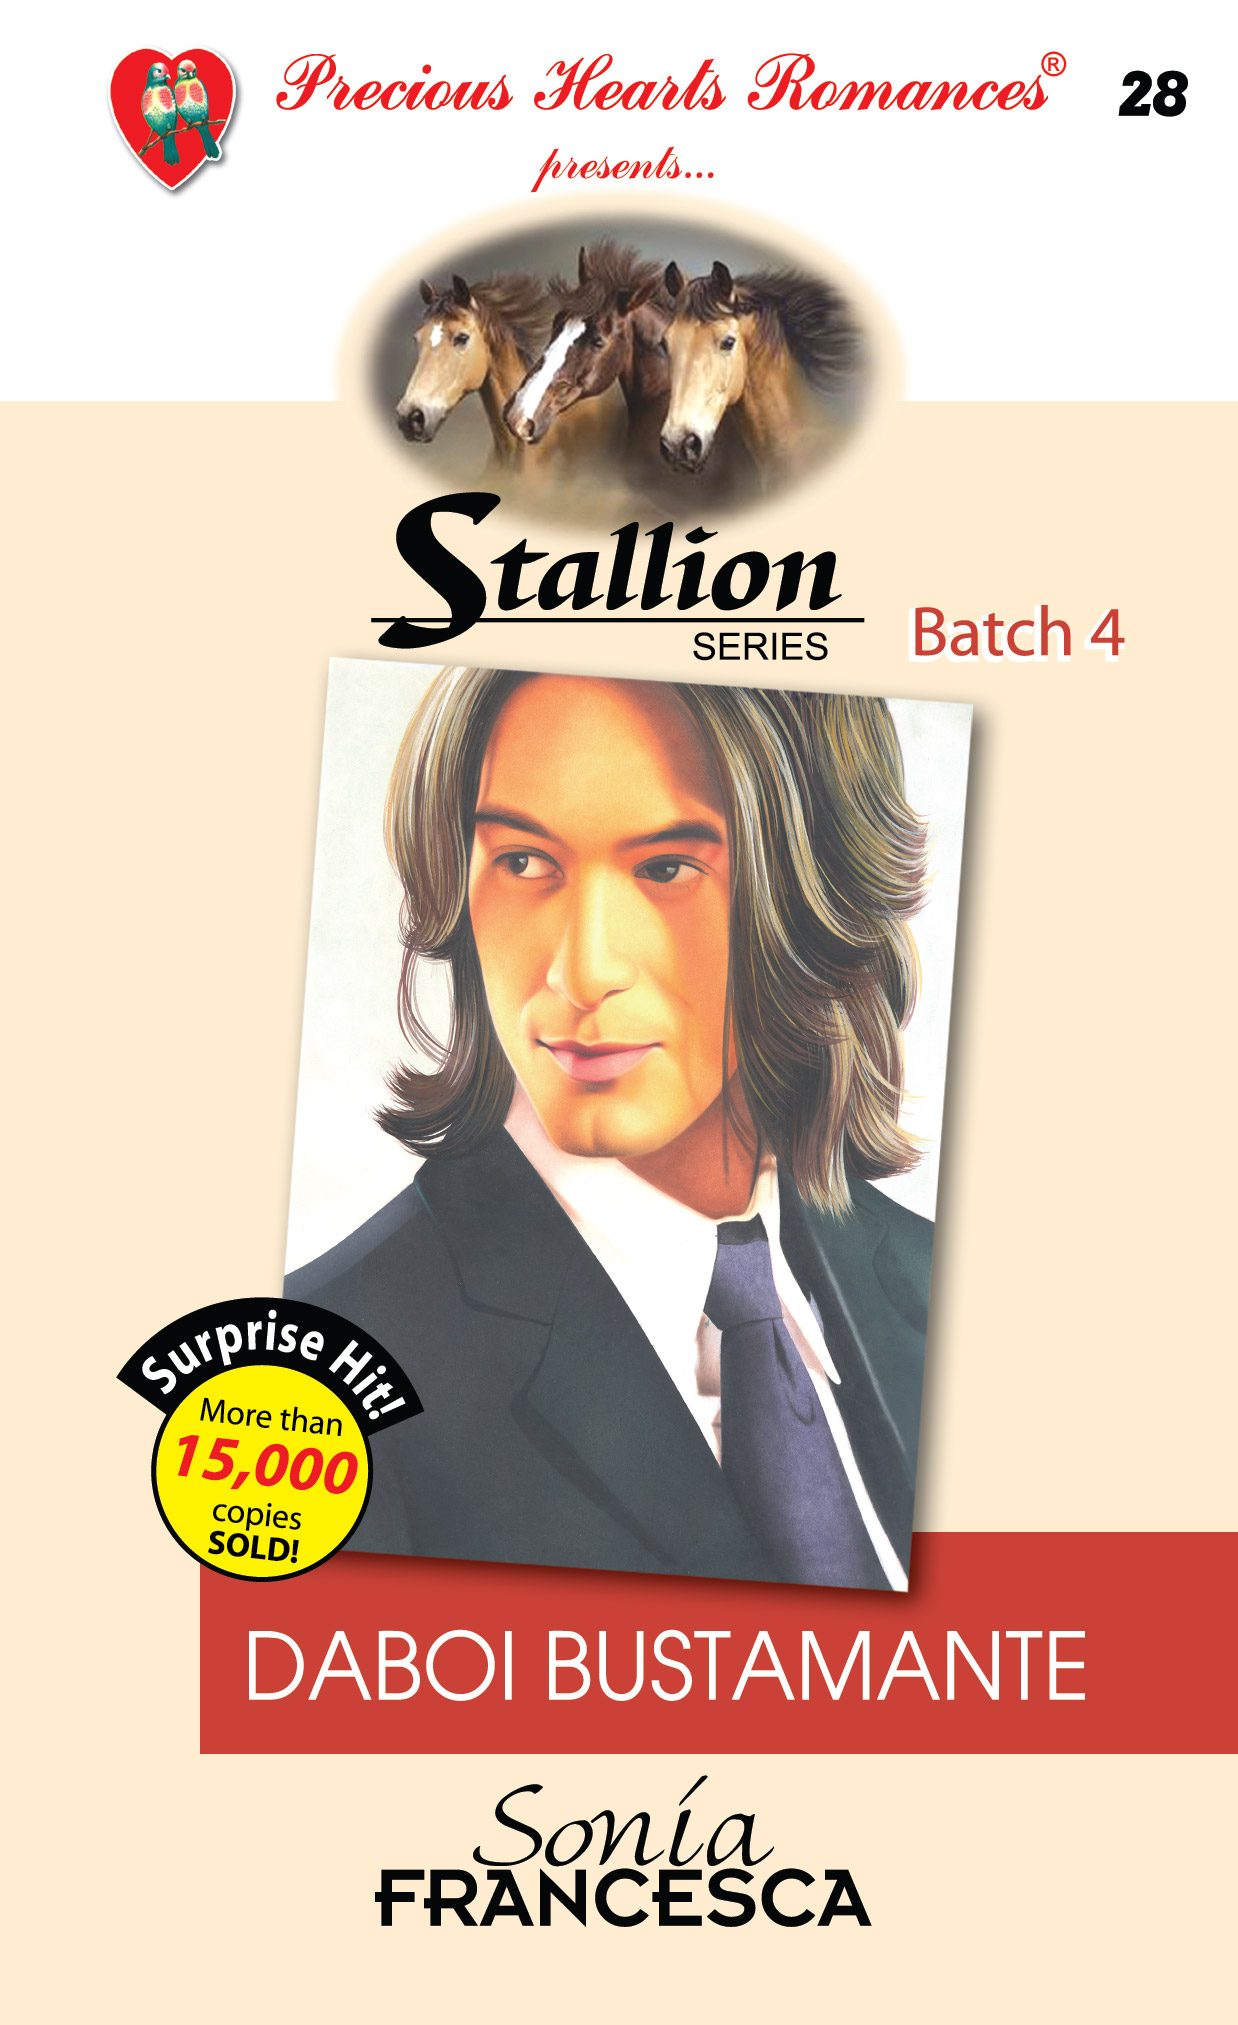 Precious Hearts Romances® 28
presents...
Stallion
SERIES
Batch 4
Surprise Hit!
More than
15,000
copies
SOLD!
DABOI BUSTAMANTE
Sonia
FRANCESCA